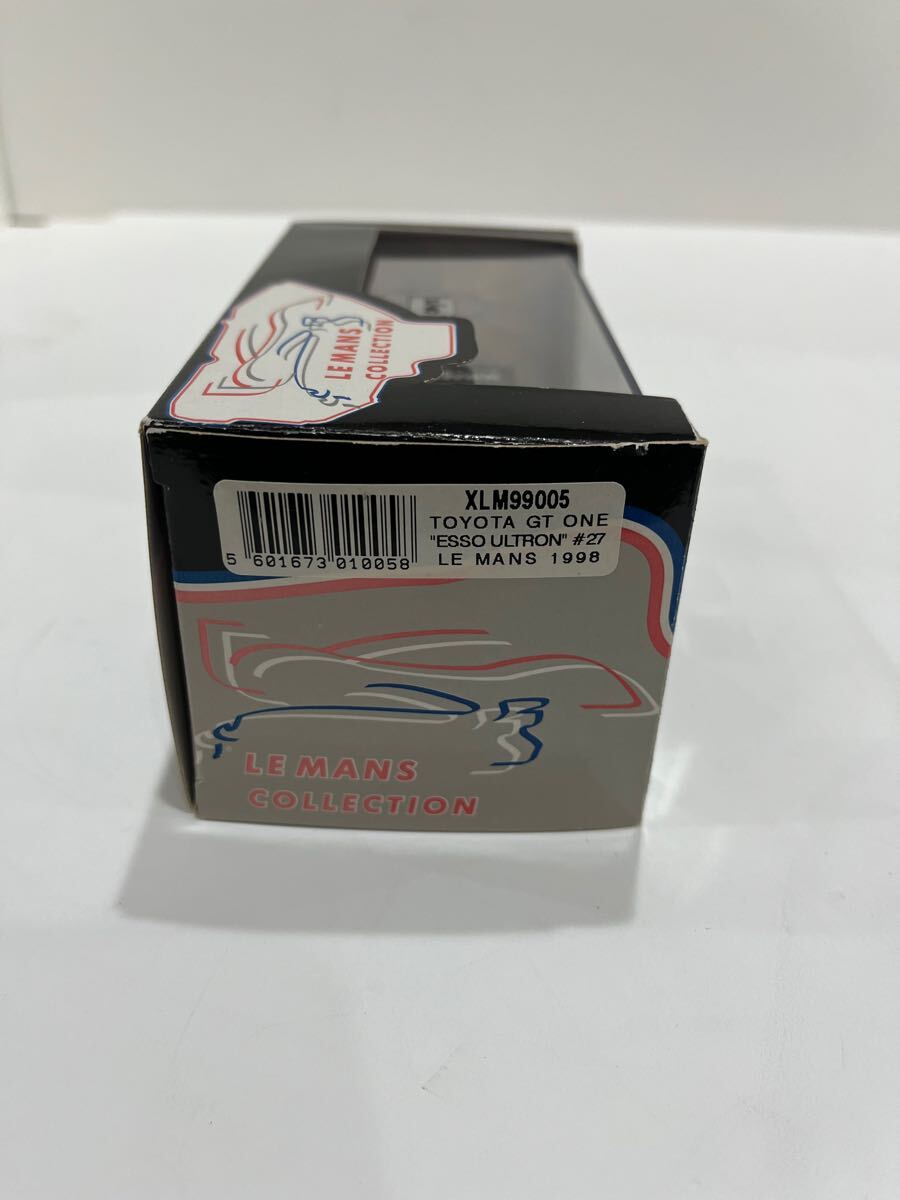 LE MANS
COLLECTION
XLM99005
TOYOTA GT ONE
"ESSO ULTRON" #27
LE MANS 1998
5 601673 010058
LE MANS
COLLECTION